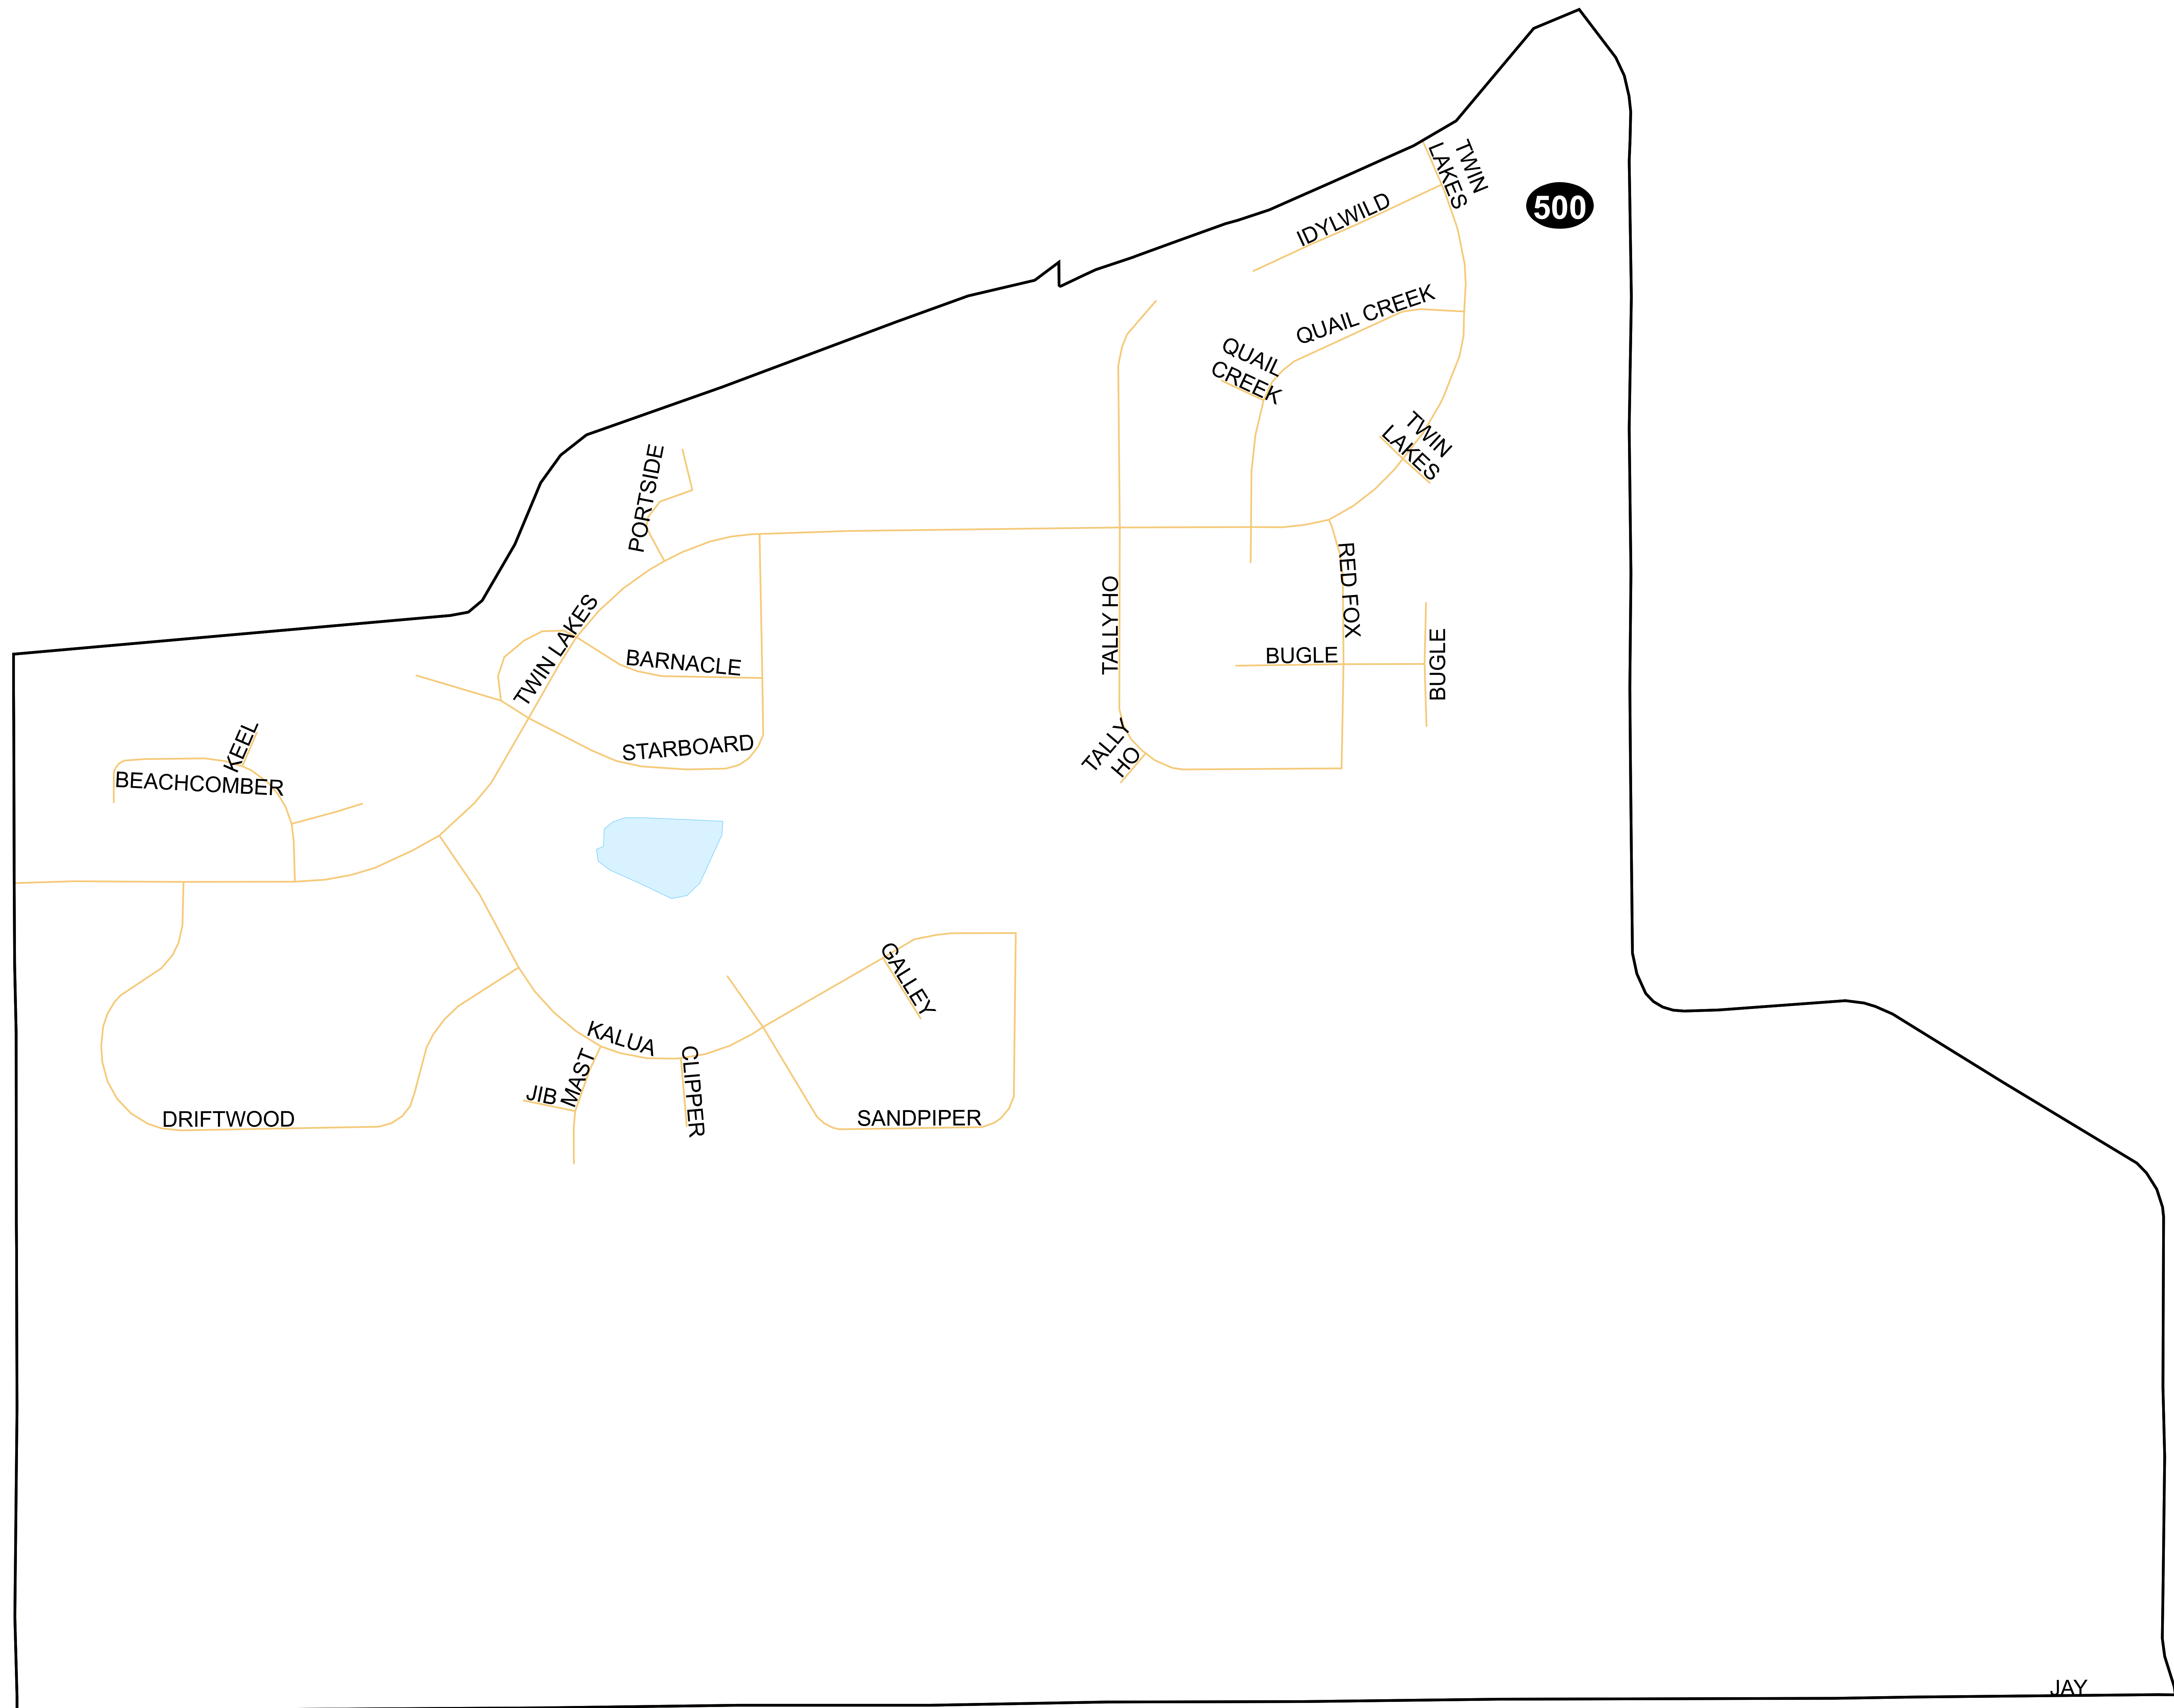 TWIN
LAKES
500
IDYLWILD
QUAIL CREEK
QUAIL
CREEK
TWIN
LAKES
PORTSIDE
RED FOX
TALLY HO
TWIN LAKES
BARNACLE
BUGLE
BUGLE
STARBOARD
KEEL
TALLY
HO
BEACHCOMBER
GALLEY
KALUA
MAST
CLIPPER
JIB
DRIFTWOOD
SANDPIPER
JAY